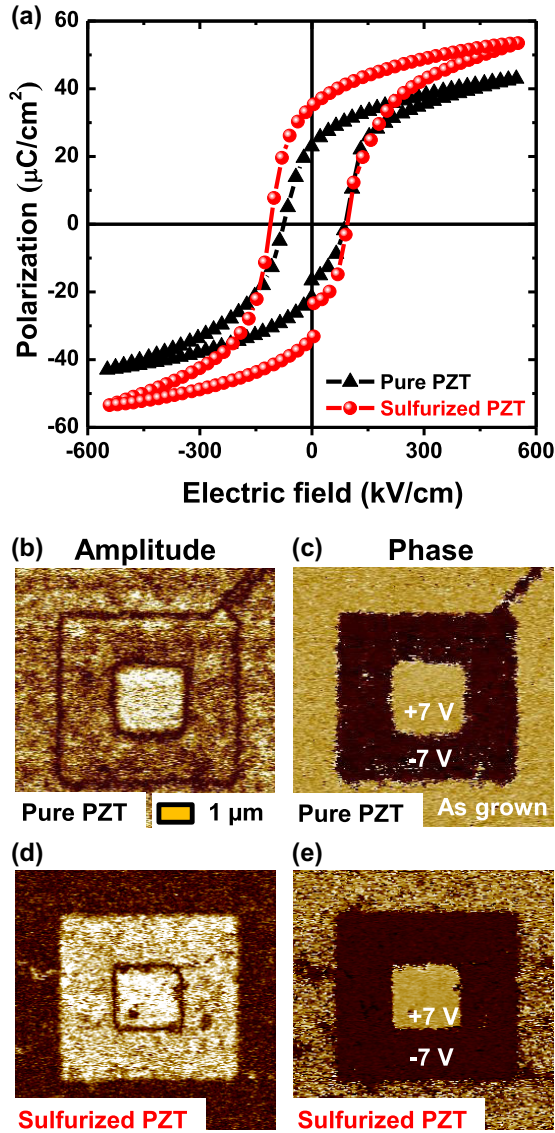 (a)
60
40
20
0
-20
-40
-60
Polarization (μC/cm²)
Pure PZT
Sulfurized PZT
-600 -300 0 300 600
Electric field (kV/cm)
(b) Amplitude
(c) Phase
+7 V
-7 V
Pure PZT 1 μm
Pure PZT As grown
(d)
(e)
+7 V
-7 V
Sulfurized PZT
Sulfurized PZT